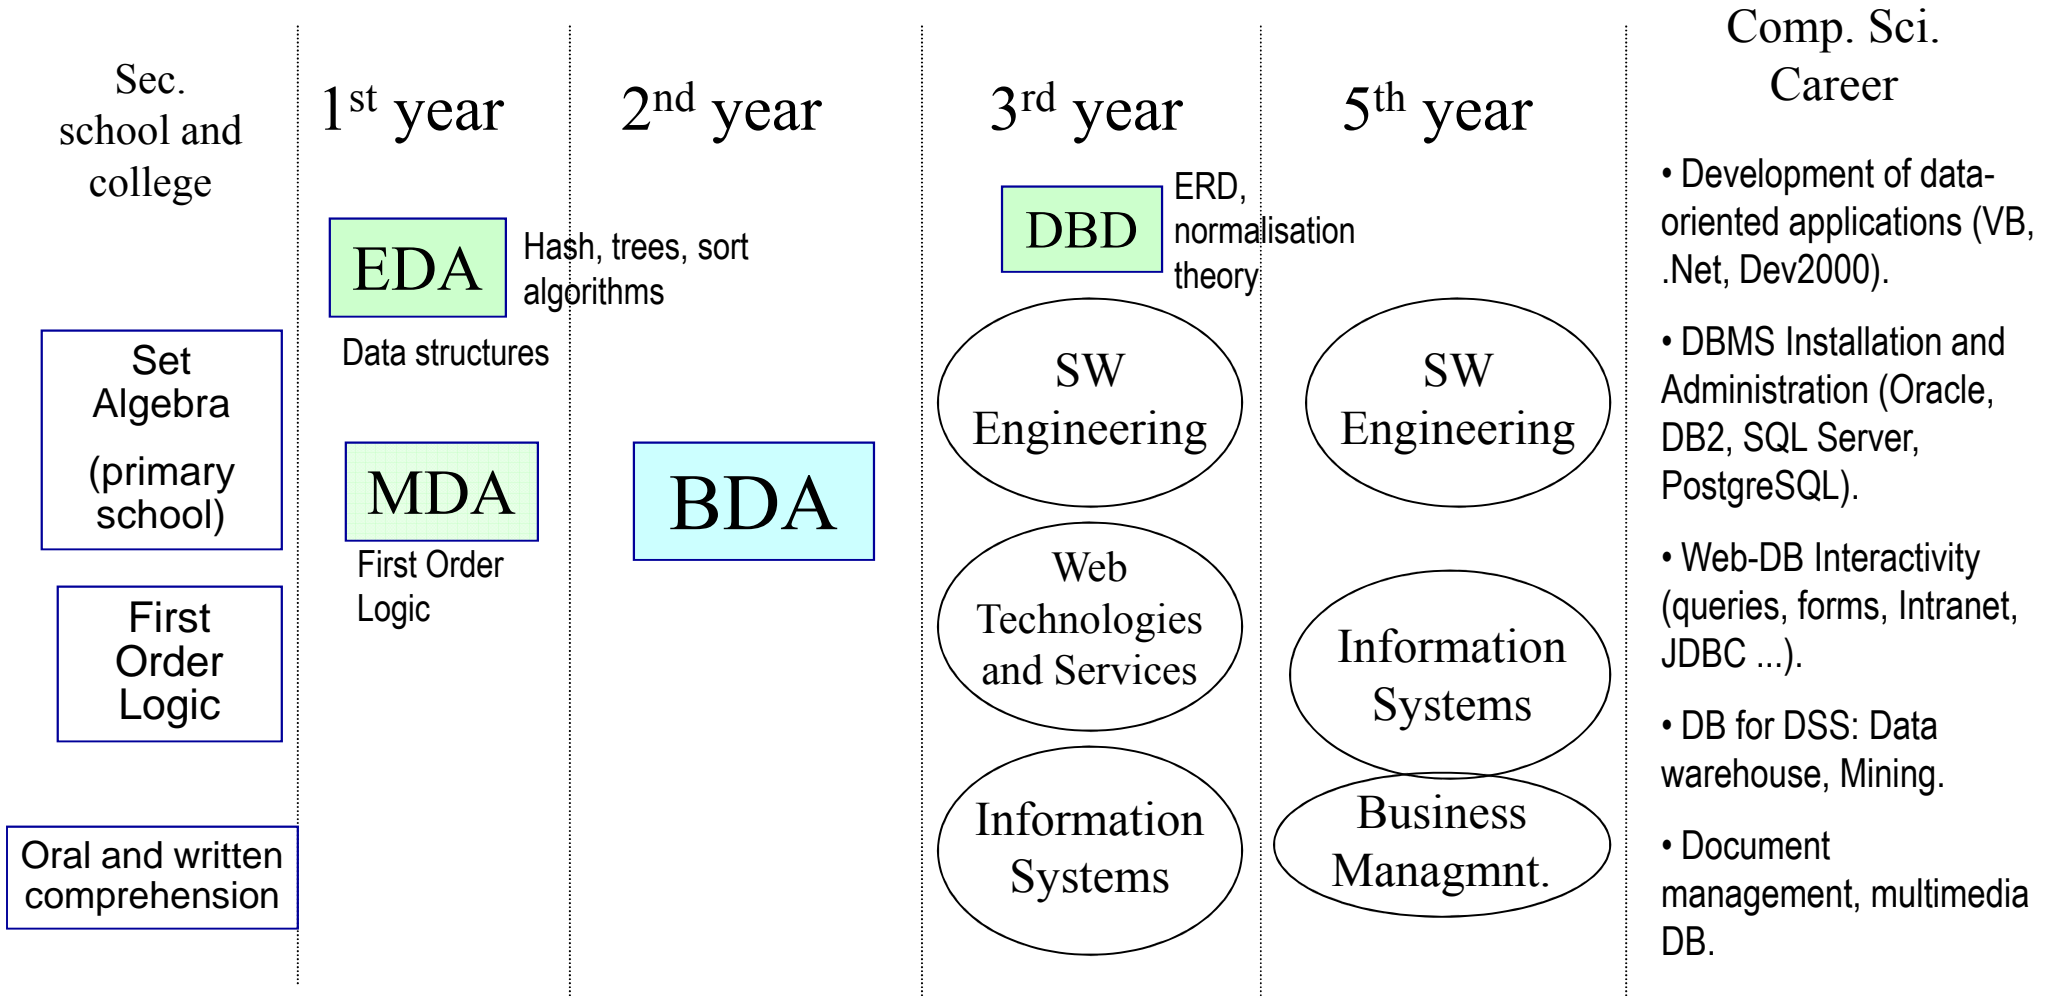 Sec.
school and
college
Set
Algebra
(primary
school)
First
Order
Logic
Oral and written
comprehension
1st year
EDA
Hash, trees, sort
algorithms
Data structures
MDA
First Order
Logic
2nd year
BDA
3rd year
DBD
ERD,
normalisation
theory
SW
Engineering
Web
Technologies
and Services
Information
Systems
5th year
SW
Engineering
Information
Systems
Business
Managmnt.
Comp. Sci.
Career
• Development of data-
oriented applications (VB,
.Net, Dev2000).
• DBMS Installation and
Administration (Oracle,
DB2, SQL Server,
PostgreSQL).
• Web-DB Interactivity
(queries, forms, Intranet,
JDBC ...).
• DB for DSS: Data
warehouse, Mining.
• Document
management, multimedia
DB.